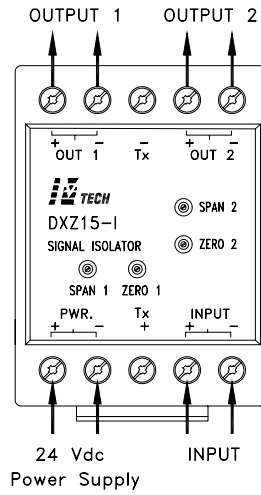 OUTPUT 1 OUTPUT 2
+ − − + −
OUT 1 Tx OUT 2
TECH
DXZ15-I
SPAN 2
SIGNAL ISOLATOR
ZERO 2
SPAN 1 ZERO 1
PWR. Tx INPUT
+ − + + −
24 Vdc INPUT
Power Supply